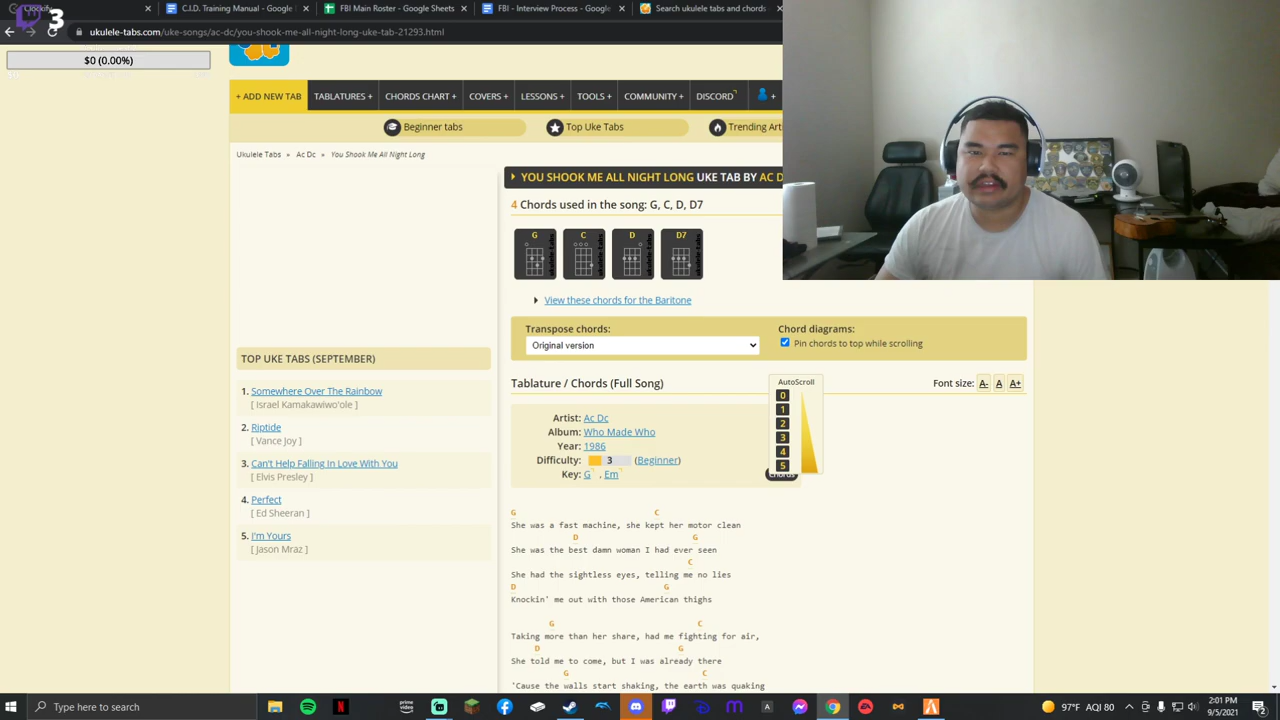 3
C.I.D. Training Manual - Google
FBI Main Roster - Google Sheets
FBI - Interview Process - Google
Search ukulele tabs and chords
ukulele-tabs.com/uke-songs/ac-dc/you-shook-me-all-night-long-uke-tab-21293.html
$0 (0.00%)
+ ADD NEW TAB
TABLATURES +
CHORDS CHART +
COVERS +
LESSONS +
TOOLS +
COMMUNITY +
DISCORD
+
Beginner tabs
Top Uke Tabs
Trending Art
Ukulele Tabs » Ac Dc » You Shook Me All Night Long
YOU SHOOK ME ALL NIGHT LONG UKE TAB BY AC D
4 Chords used in the song: G, C, D, D7
G C D D7
View these chords for the Baritone
Transpose chords:
Original version
Chord diagrams:
Pin chords to top while scrolling
TOP UKE TABS (SEPTEMBER)
1. Somewhere Over The Rainbow
[ Israel Kamakawiwo'ole ]
2. Riptide
[ Vance Joy ]
3. Can't Help Falling In Love With You
[ Elvis Presley ]
4. Perfect
[ Ed Sheeran ]
5. I'm Yours
[ Jason Mraz ]
Tablature / Chords (Full Song)
AutoScroll
0
1
2
3
4
5
Chords
Font size: A- A A+
Artist: Ac Dc
Album: Who Made Who
Year: 1986
Difficulty: 3 (Beginner)
Key: G , Em
G C
She was a fast machine, she kept her motor clean
D G
She was the best damn woman I had ever seen
C
She had the sightless eyes, telling me no lies
D G
Knockin' me out with those American thighs
G C
Taking more than her share, had me fighting for air,
D G
She told me to come, but I was already there
G C
'Cause the walls start shaking, the earth was quaking
Type here to search
97°F AQI 80
2:01 PM
9/5/2021